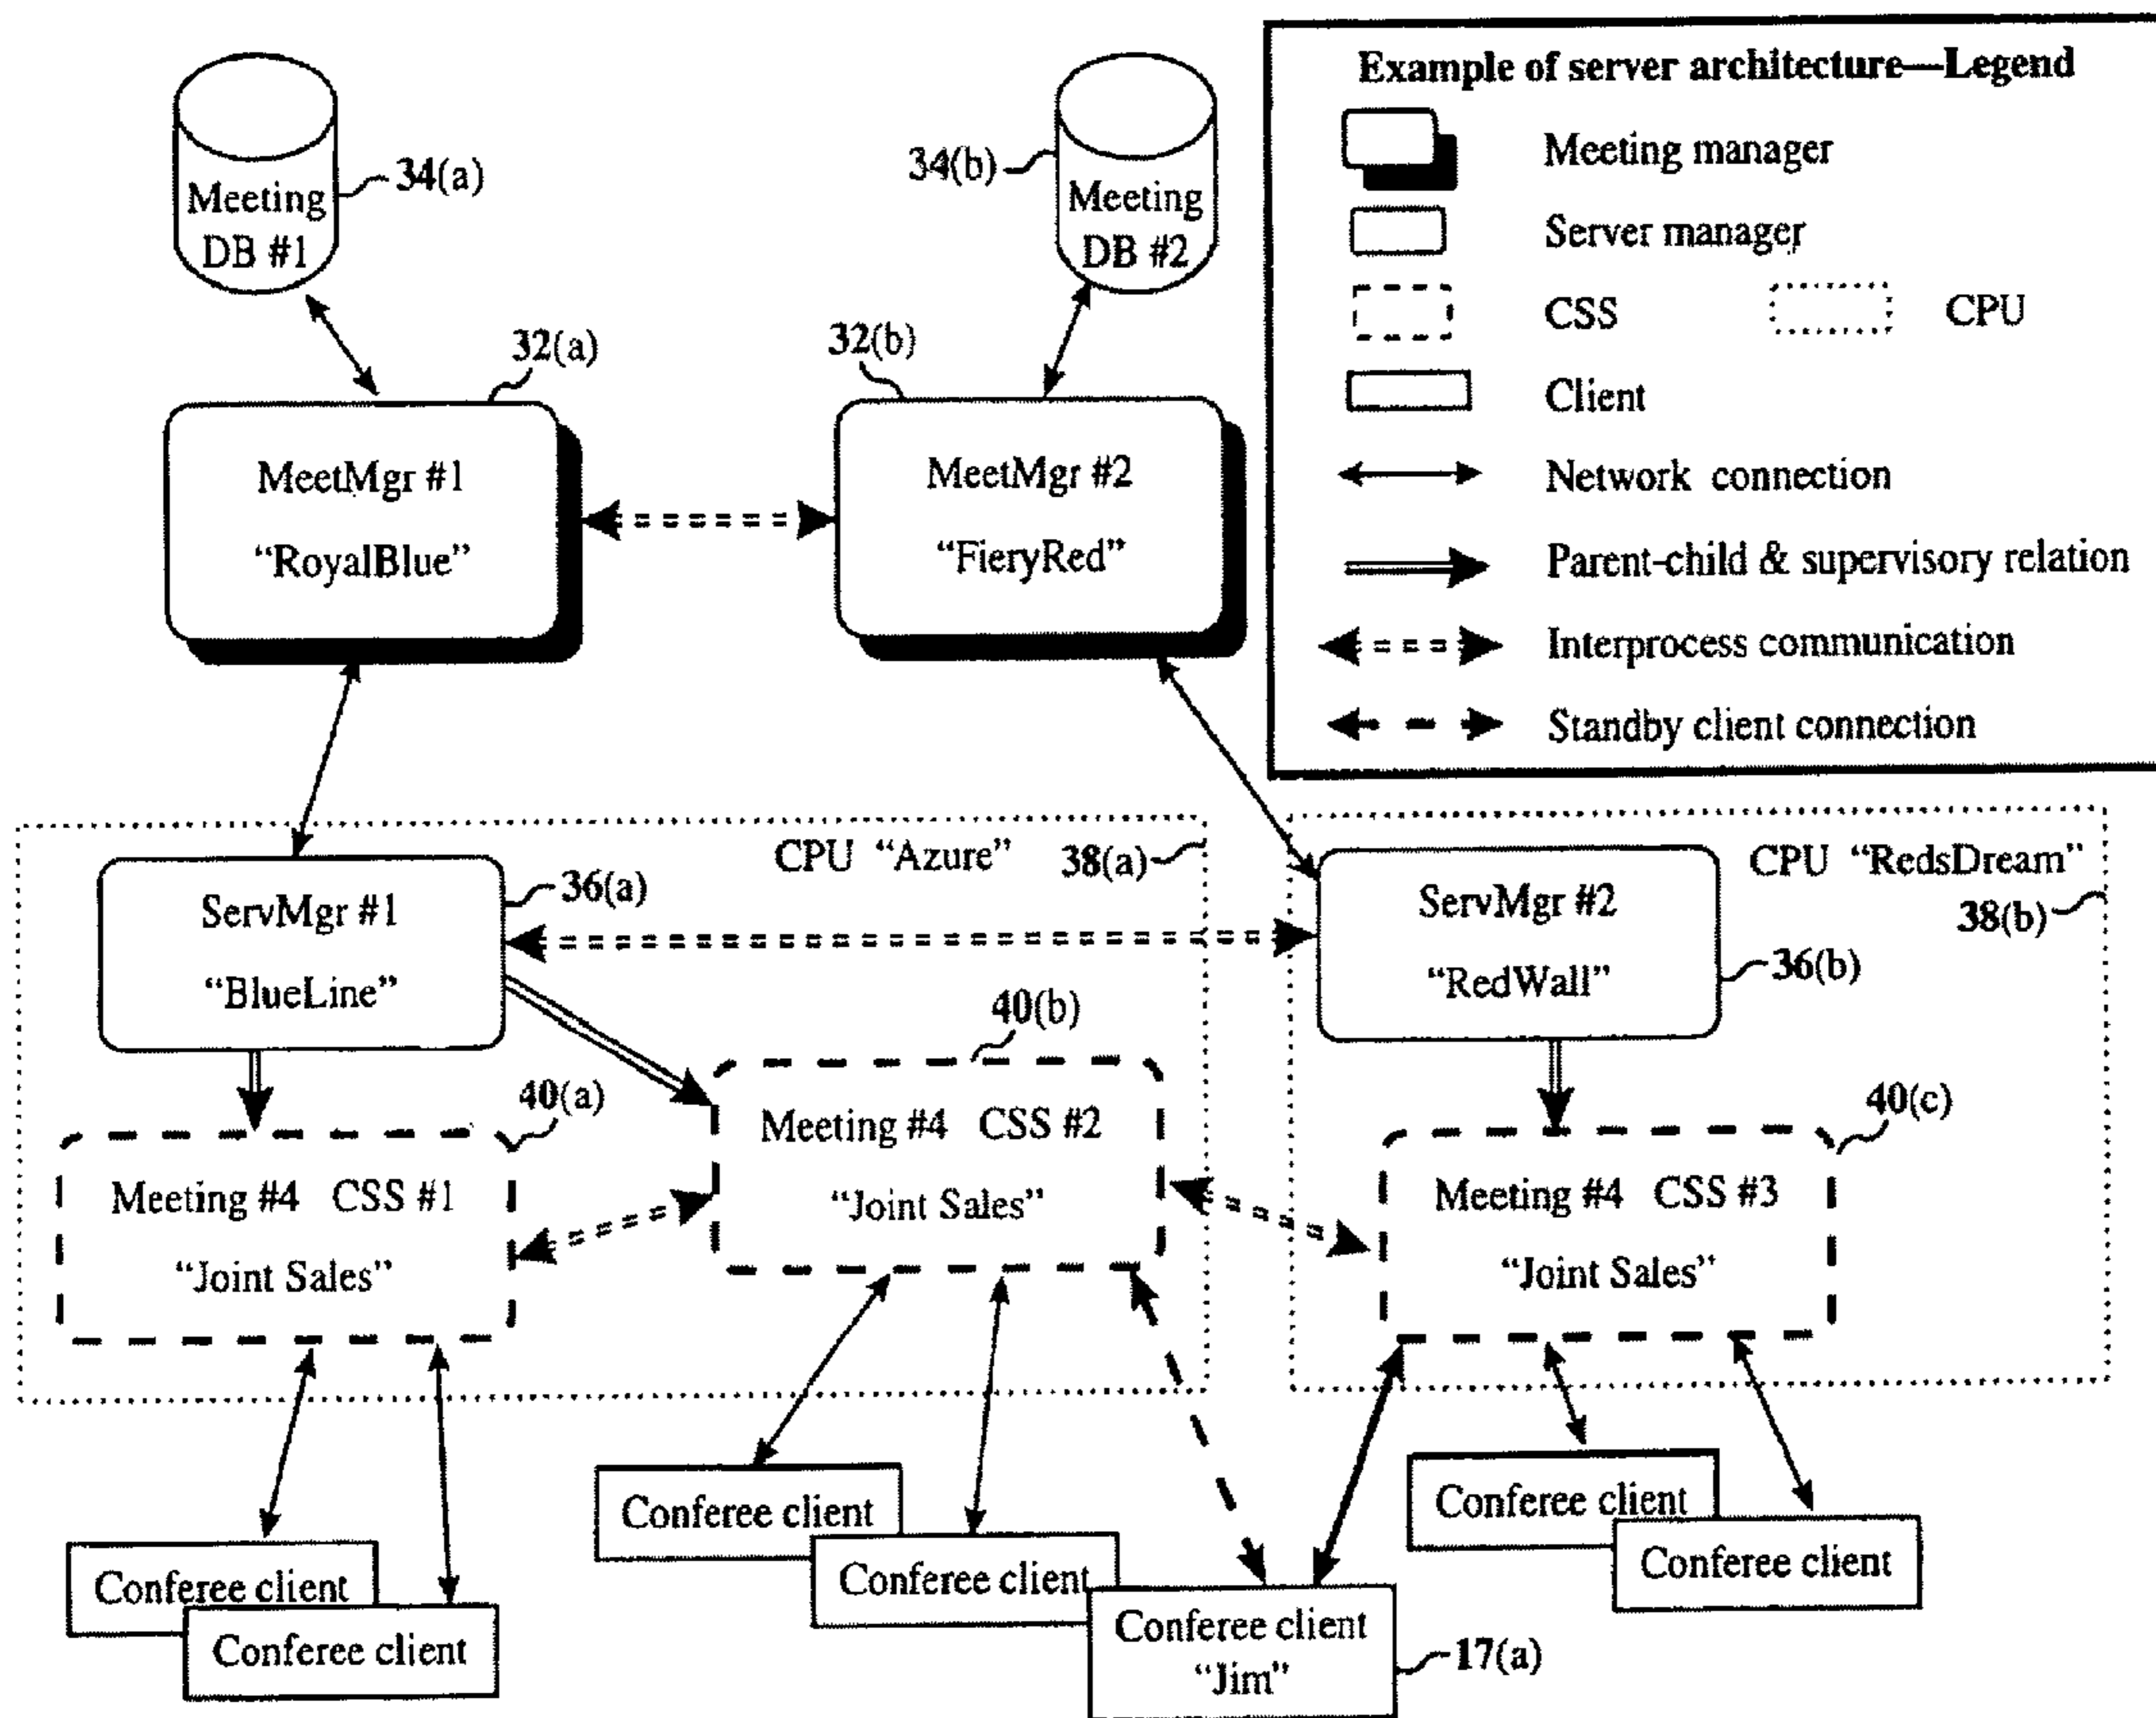 Example of server architecture—Legend
Meeting manager
Server manager
CSS
CPU
Client
Network connection
Parent-child & supervisory relation
Interprocess communication
Standby client connection
Meeting
DB #1
34(a)
34(b)
Meeting
DB #2
32(a)
32(b)
MeetMgr #1
"RoyalBlue"
MeetMgr #2
"FieryRed"
CPU "Azure"
38(a)
CPU "RedsDream"
38(b)
ServMgr #1
"BlueLine"
36(a)
ServMgr #2
"RedWall"
36(b)
40(a)
40(b)
40(c)
Meeting #4 CSS #1
"Joint Sales"
Meeting #4 CSS #2
"Joint Sales"
Meeting #4 CSS #3
"Joint Sales"
Conferee client
Conferee client
Conferee client
Conferee client
Conferee client
"Jim"
17(a)
Conferee client
Conferee client